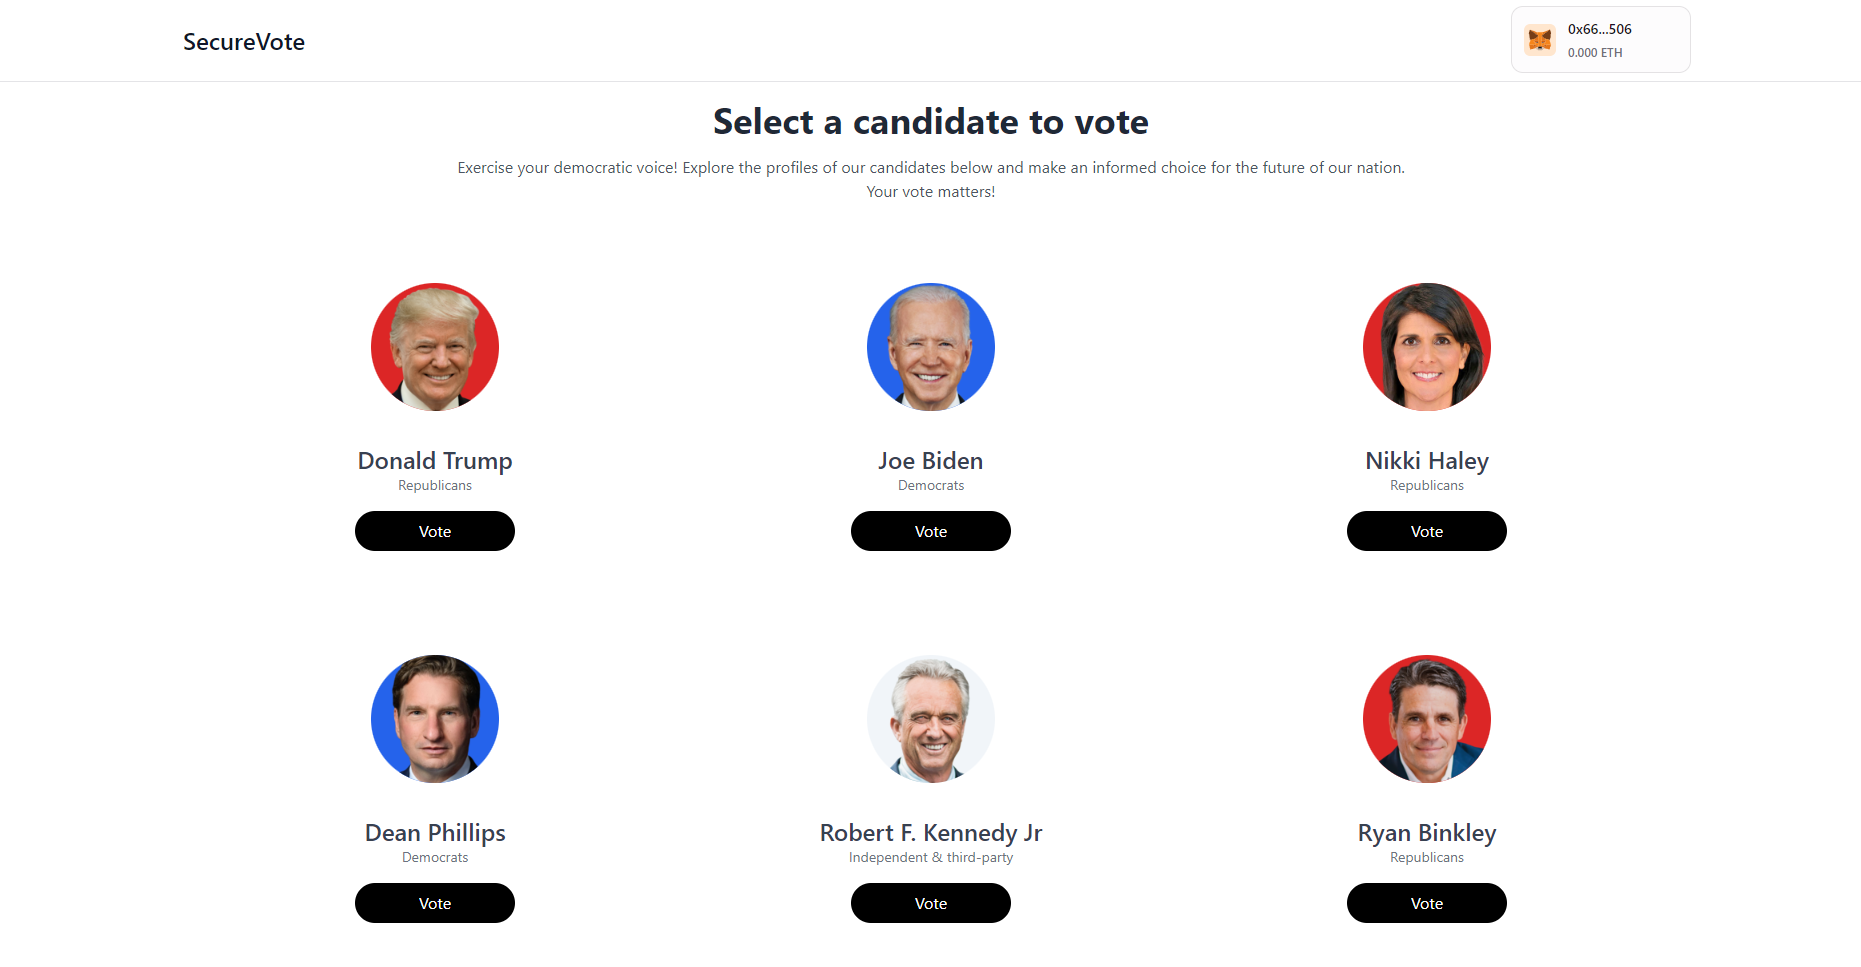 SecureVote
0x66...506
0.000 ETH
Select a candidate to vote
Exercise your democratic voice! Explore the profiles of our candidates below and make an informed choice for the future of our nation.
Your vote matters!
Donald Trump
Republicans
Vote
Joe Biden
Democrats
Vote
Nikki Haley
Republicans
Vote
Dean Phillips
Democrats
Vote
Robert F. Kennedy Jr
Independent & third-party
Vote
Ryan Binkley
Republicans
Vote